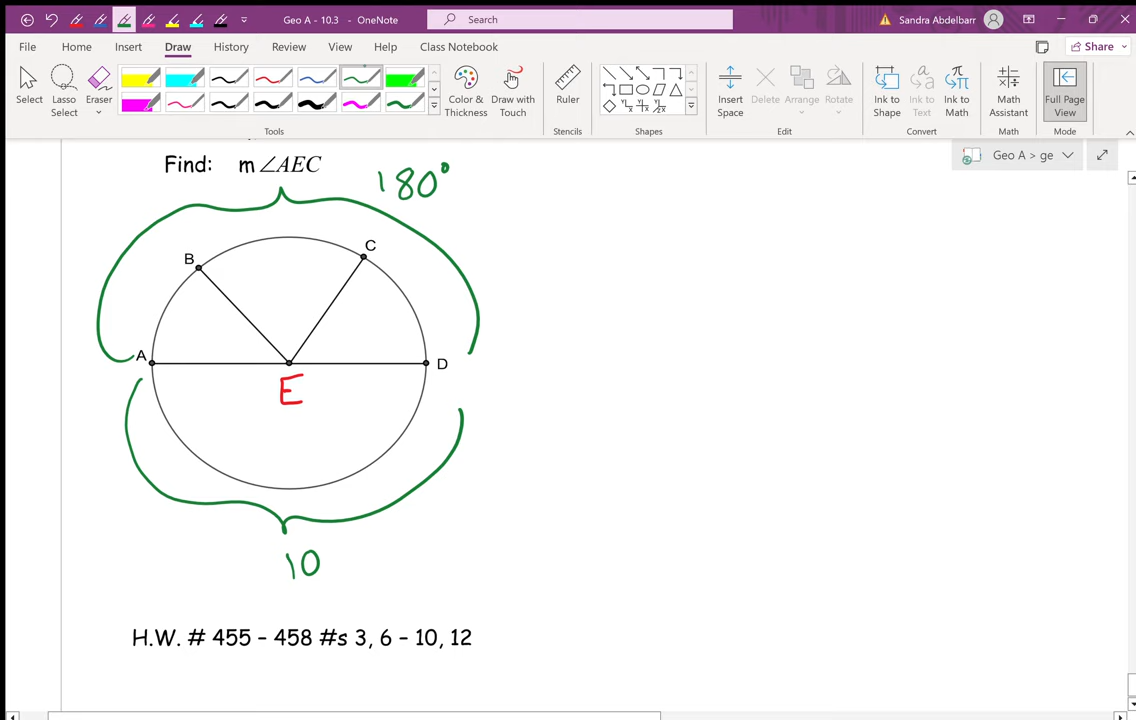 Geo A - 10.3 - OneNote
Search
Sandra Abdelbarr
File Home Insert Draw History Review View Help Class Notebook
Share
Select
Lasso Select
Eraser
Color & Thickness
Draw with Touch
Ruler
Insert Space
Delete
Arrange
Rotate
Ink to Shape
Ink to Text
Ink to Math
Math Assistant
Full Page View
Tools Stencils Shapes Edit Convert Math Mode
Find: m∠AEC
Geo A > ge
180°
B
C
A
D
E
10
H.W. # 455 – 458 #s 3, 6 – 10, 12